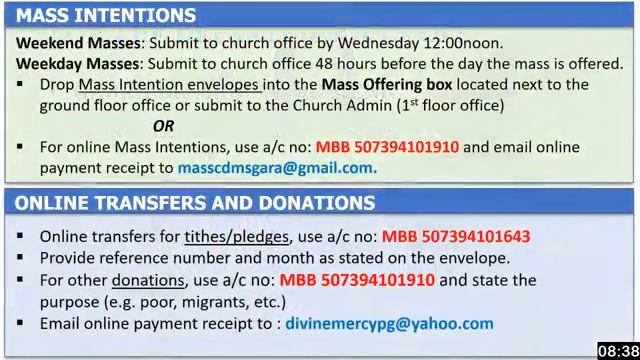 MASS INTENTIONS
Weekend Masses: Submit to church office by Wednesday 12:00noon.
Weekday Masses: Submit to church office 48 hours before the day the mass is offered.
▪ Drop Mass Intention envelopes into the Mass Offering box located next to the
ground floor office or submit to the Church Admin (1st floor office)
OR
▪ For online Mass Intentions, use a/c no: MBB 507394101910 and email online
payment receipt to masscdmsgara@gmail.com.
ONLINE TRANSFERS AND DONATIONS
▪ Online transfers for tithes/pledges, use a/c no: MBB 507394101643
▪ Provide reference number and month as stated on the envelope.
▪ For other donations, use a/c no: MBB 507394101910 and state the
purpose (e.g. poor, migrants, etc.)
▪ Email online payment receipt to : divinemercypg@yahoo.com
08:38